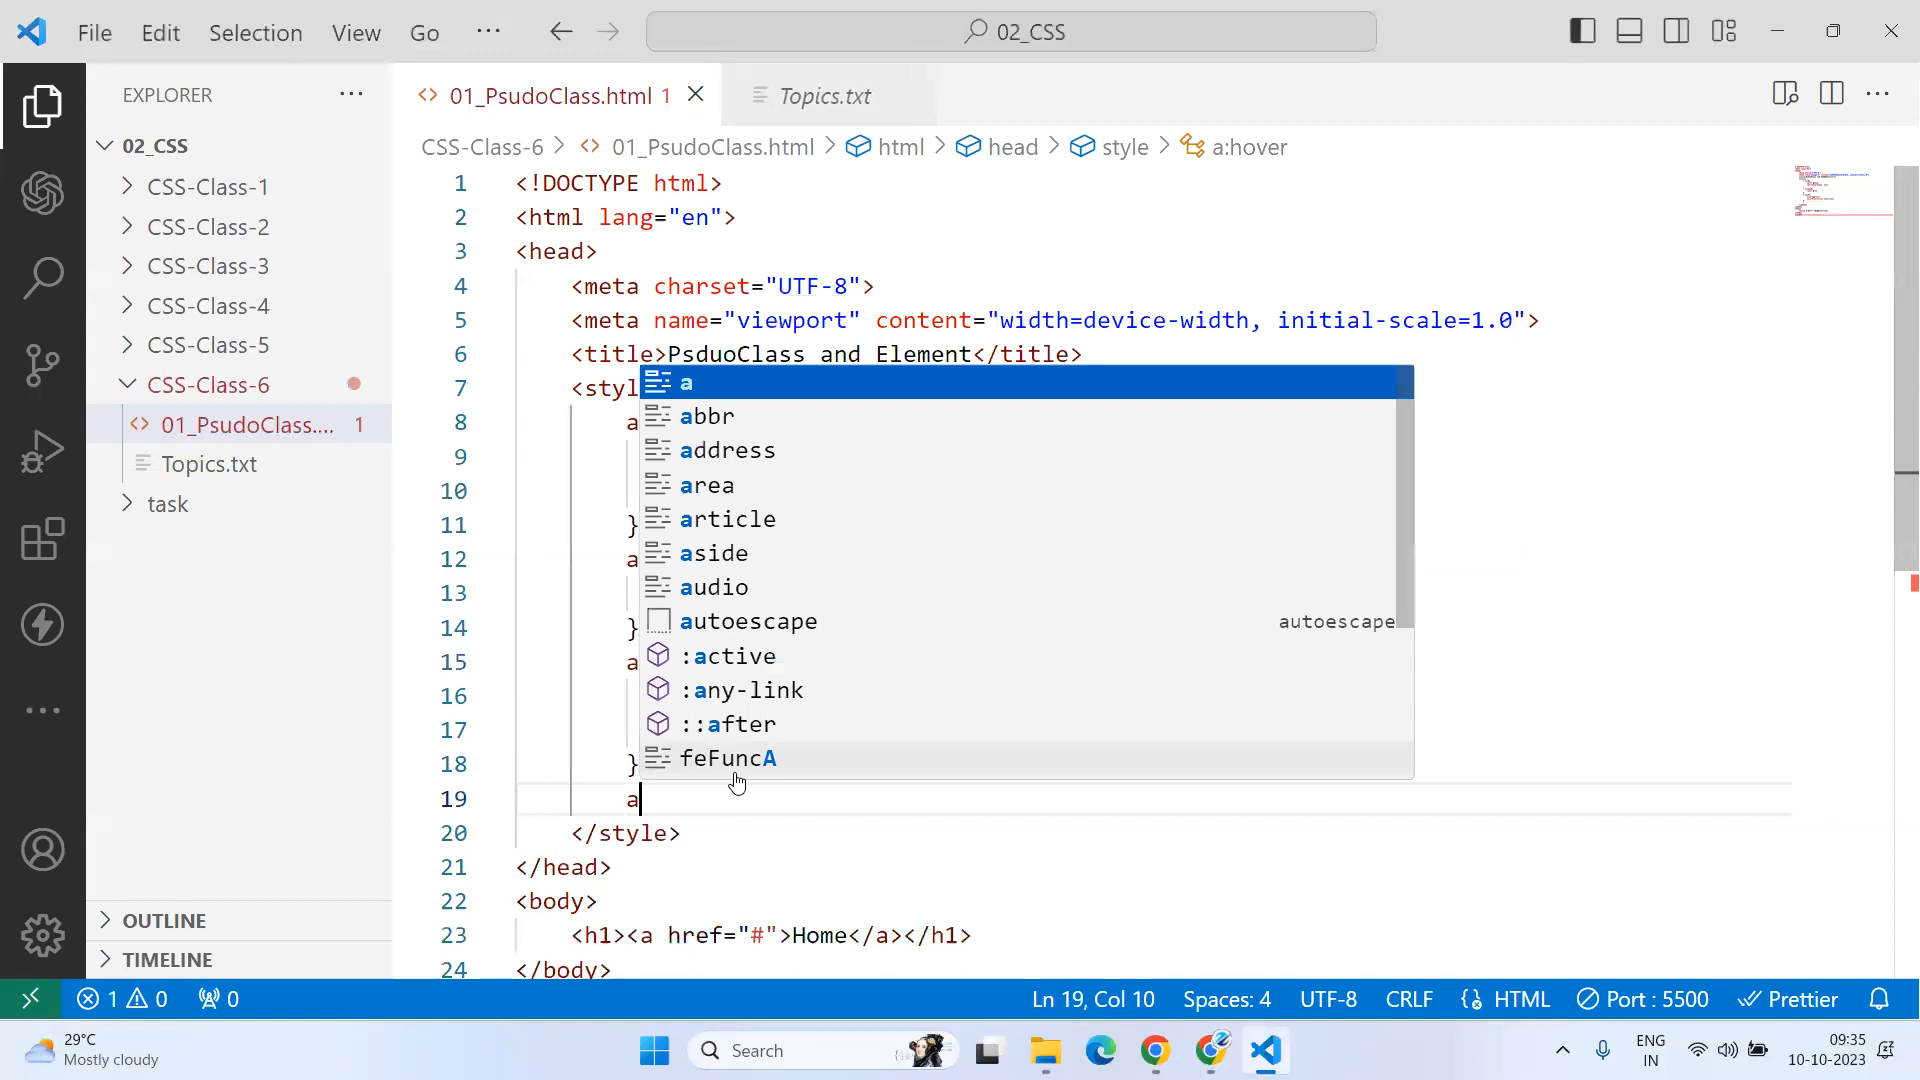 File Edit Selection View Go ··· 02_CSS
EXPLORER ···
02_CSS
CSS-Class-1
CSS-Class-2
CSS-Class-3
CSS-Class-4
CSS-Class-5
CSS-Class-6
01_PsudoClass.... 1
Topics.txt
task
OUTLINE
TIMELINE
01_PsudoClass.html 1 Topics.txt
CSS-Class-6 > 01_PsudoClass.html > html > head > style > a:hover
1 <!DOCTYPE html>
2 <html lang="en">
3 <head>
4 <meta charset="UTF-8">
5 <meta name="viewport" content="width=device-width, initial-scale=1.0">
6 <title>PsduoClass and Element</title>
7 <styl
8 a
9
10
11 }
12 a
13
14 }
15 a
16
17
18 }
19 a
20 </style>
21 </head>
22 <body>
23 <h1><a href="#">Home</a></h1>
24 </body>
a
abbr
address
area
article
aside
audio
autoescape autoescape
:active
:any-link
::after
feFuncA
1 0 0 Ln 19, Col 10 Spaces: 4 UTF-8 CRLF HTML Port : 5500 Prettier
29°C
Mostly cloudy
Search
ENG
IN
09:35
10-10-2023